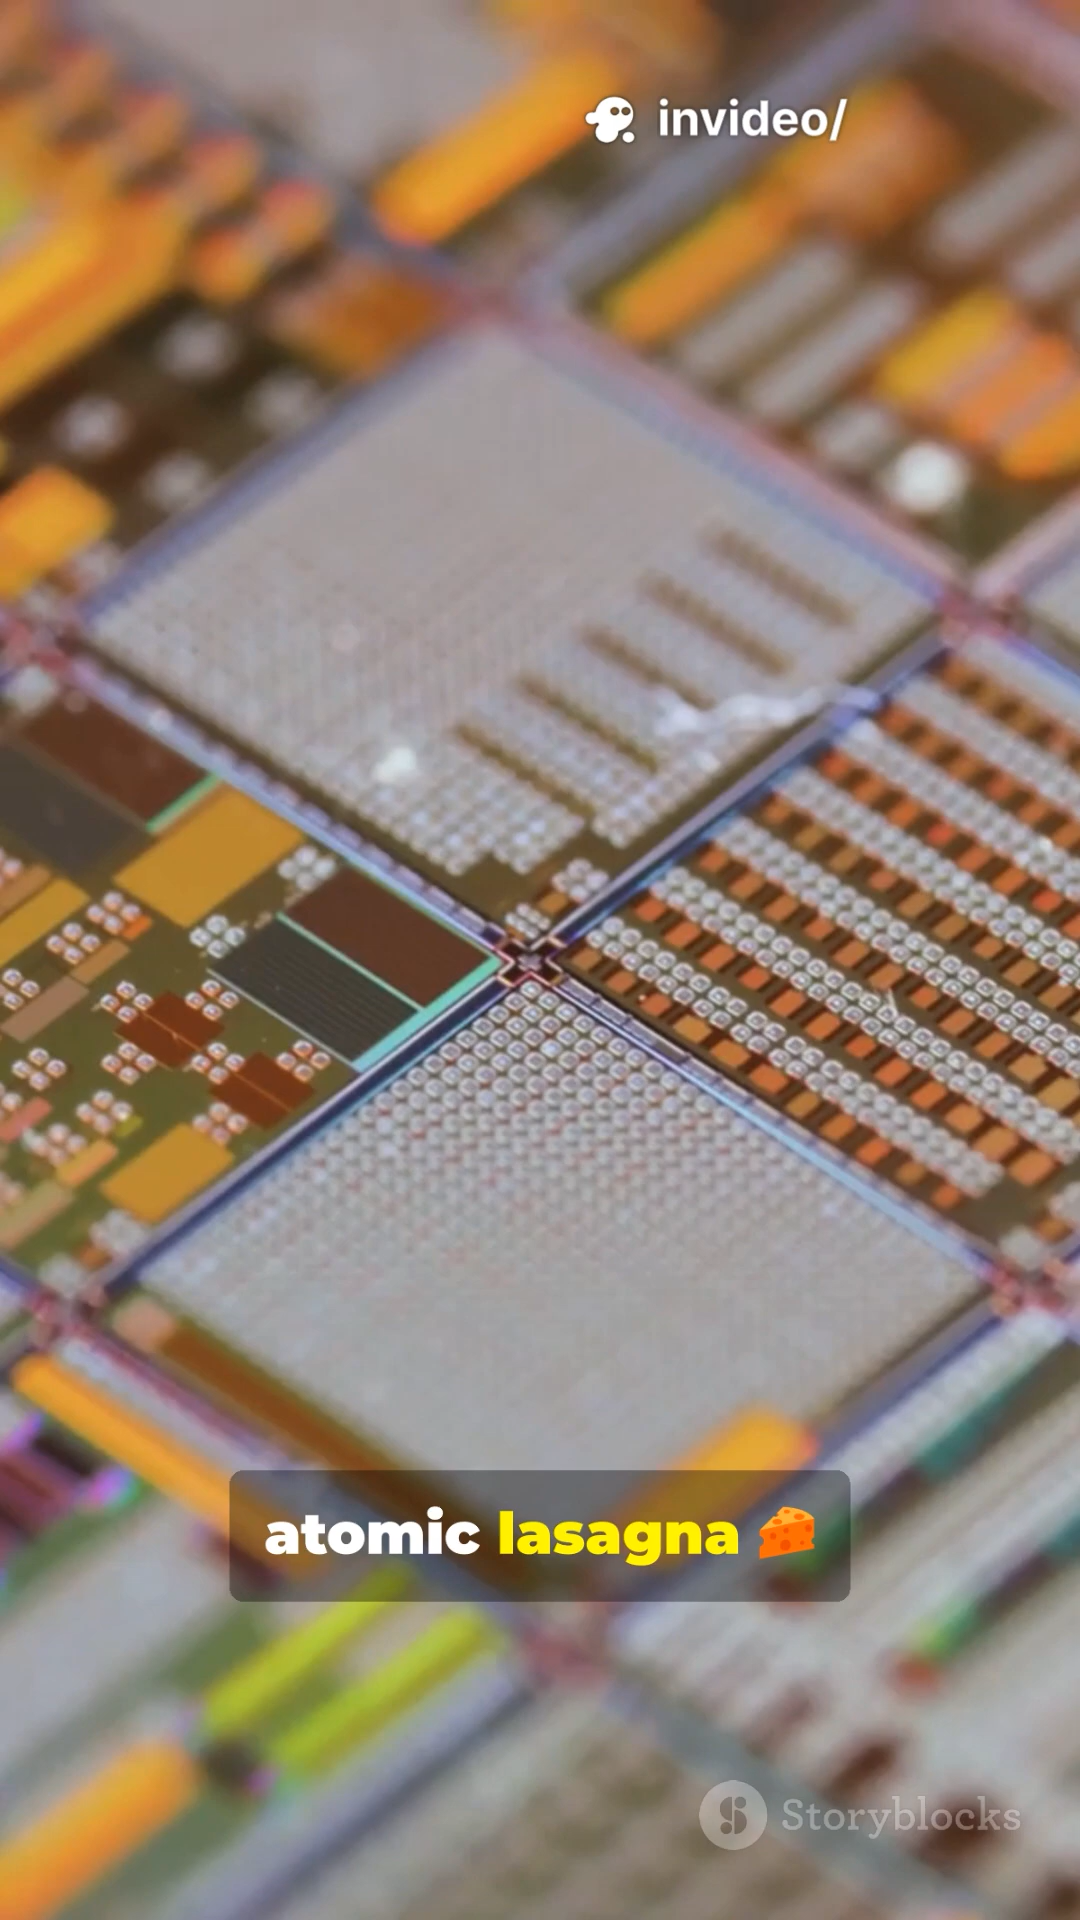 invideo/
atomic lasagna 🧀
Storyblocks